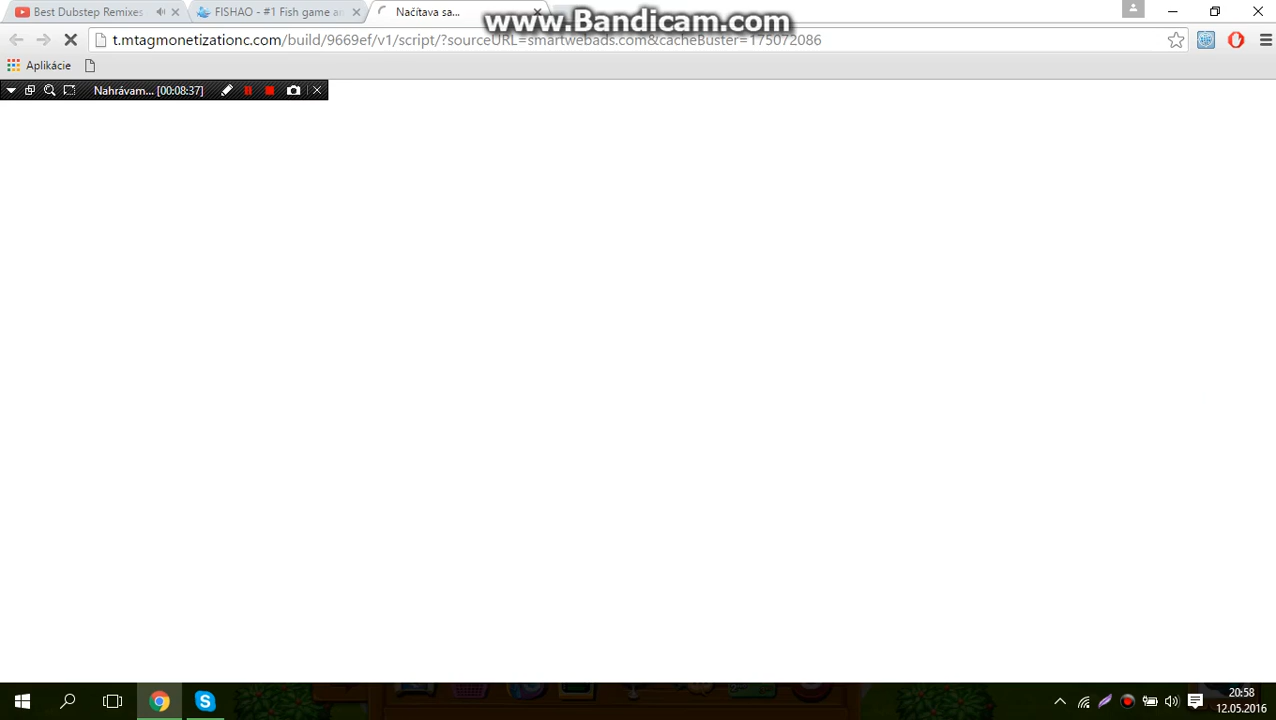 Best Dubstep Remixes
FISHAO - #1 Fish game an
Načítava sa...
www.Bandicam.com
t.mtagmonetizationc.com/build/9669ef/v1/script/?sourceURL=smartwebads.com&cacheBuster=175072086
Aplikácie
Nahrávam... [00:08:37]
20:58
12.05.2016